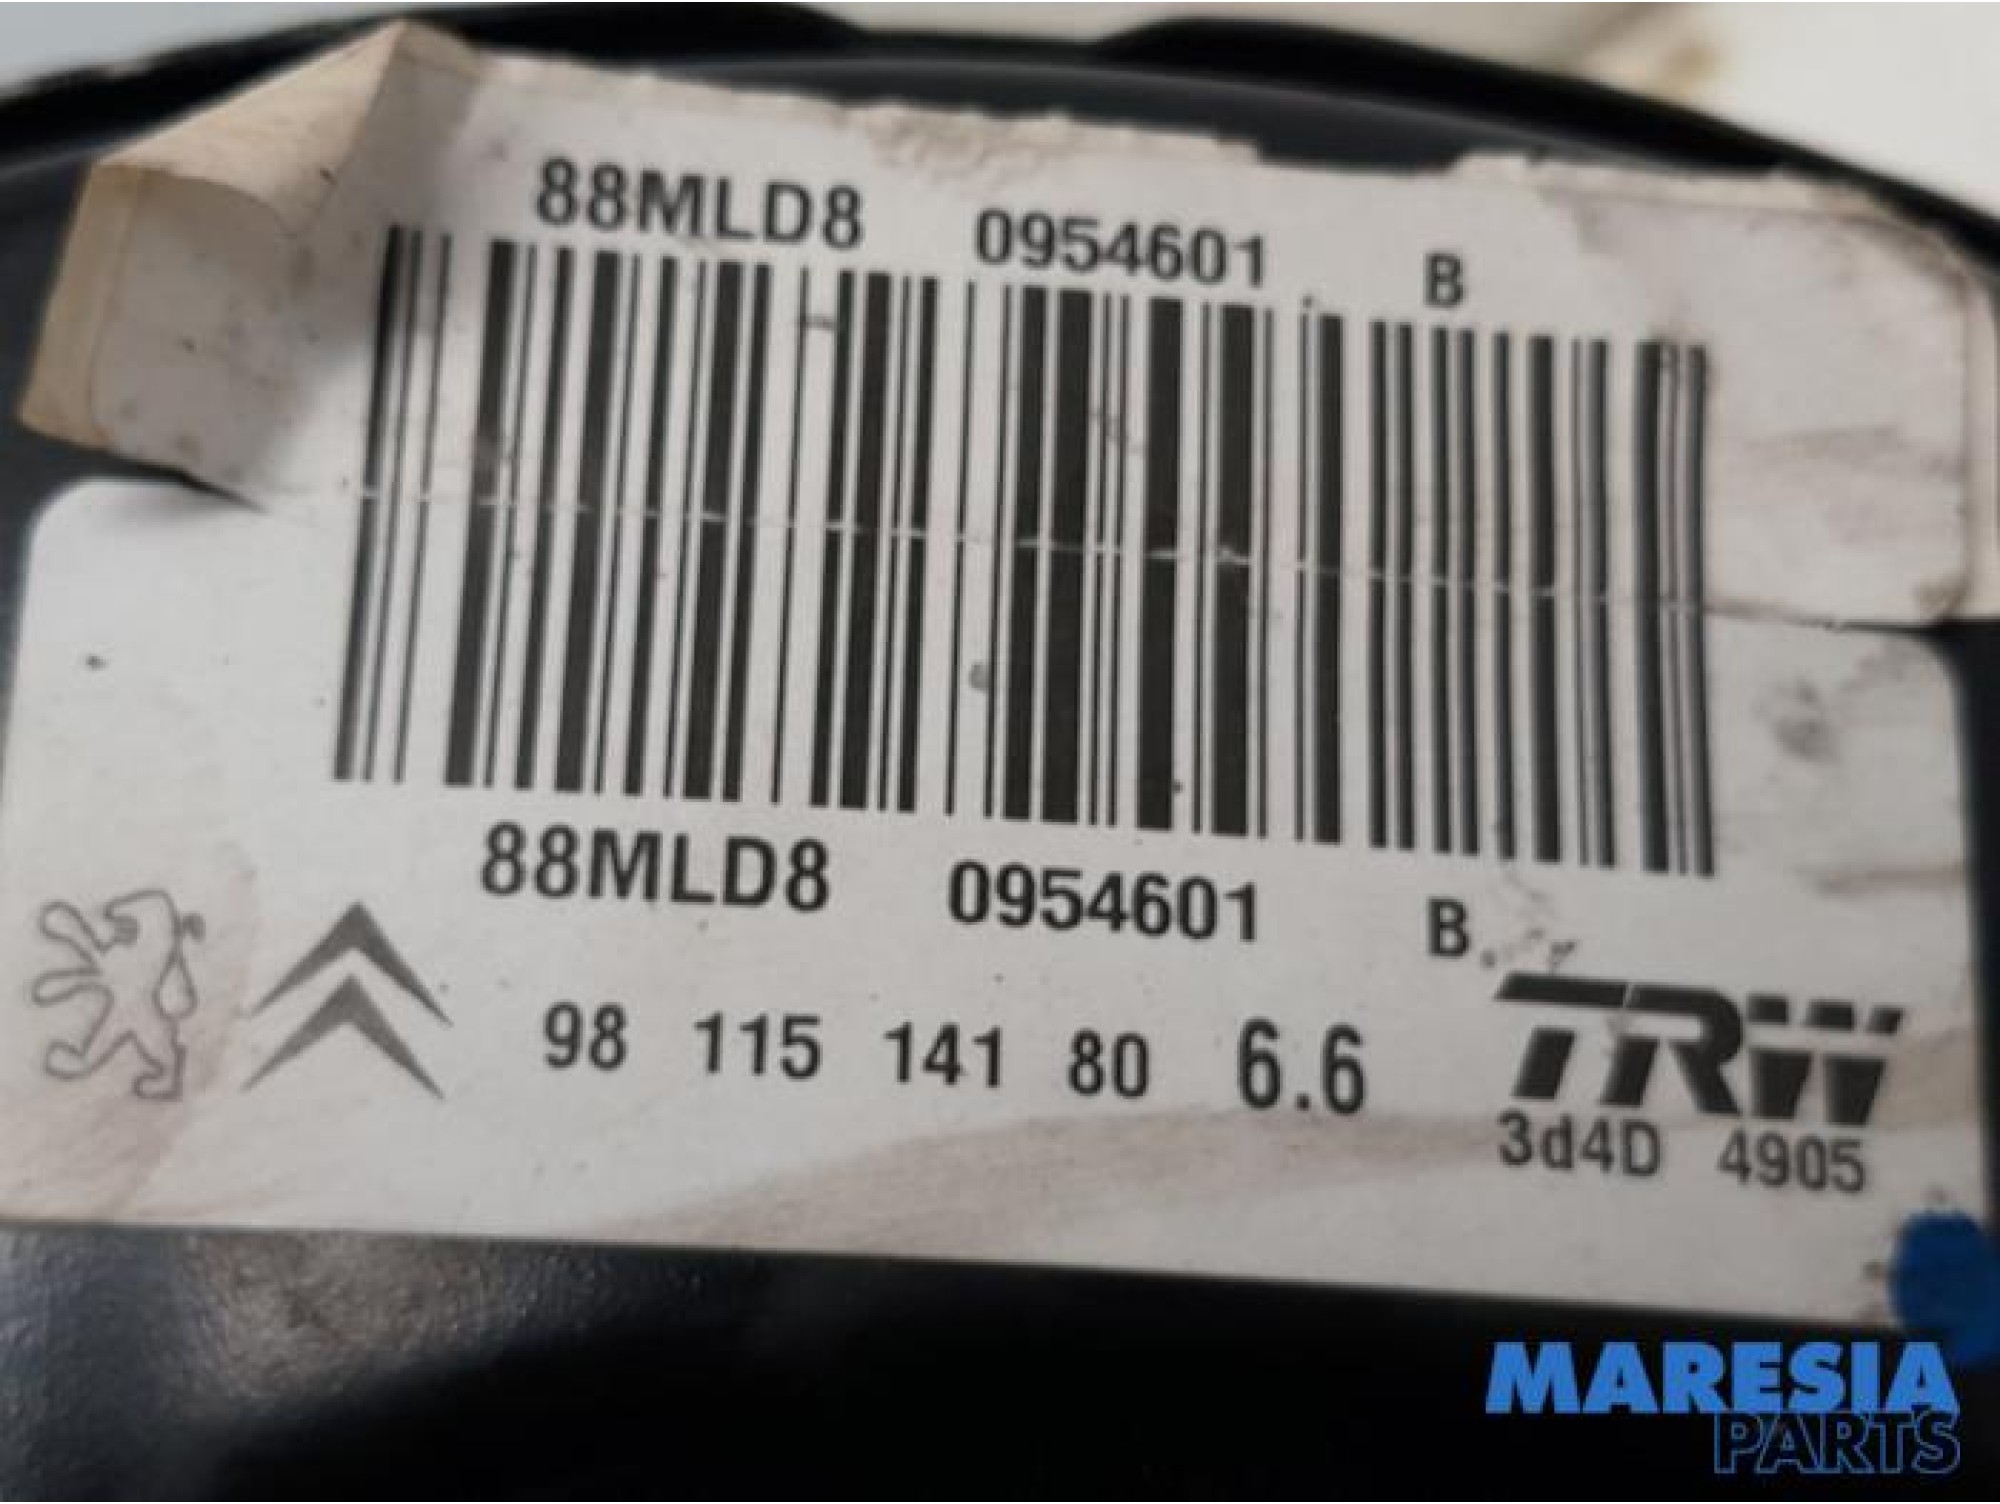 88MLD8 0954601 B
88MLD8 0954601 B.
98 115 141 80 6.6
TRW
3d4D 4905
MARESIA
PARTS